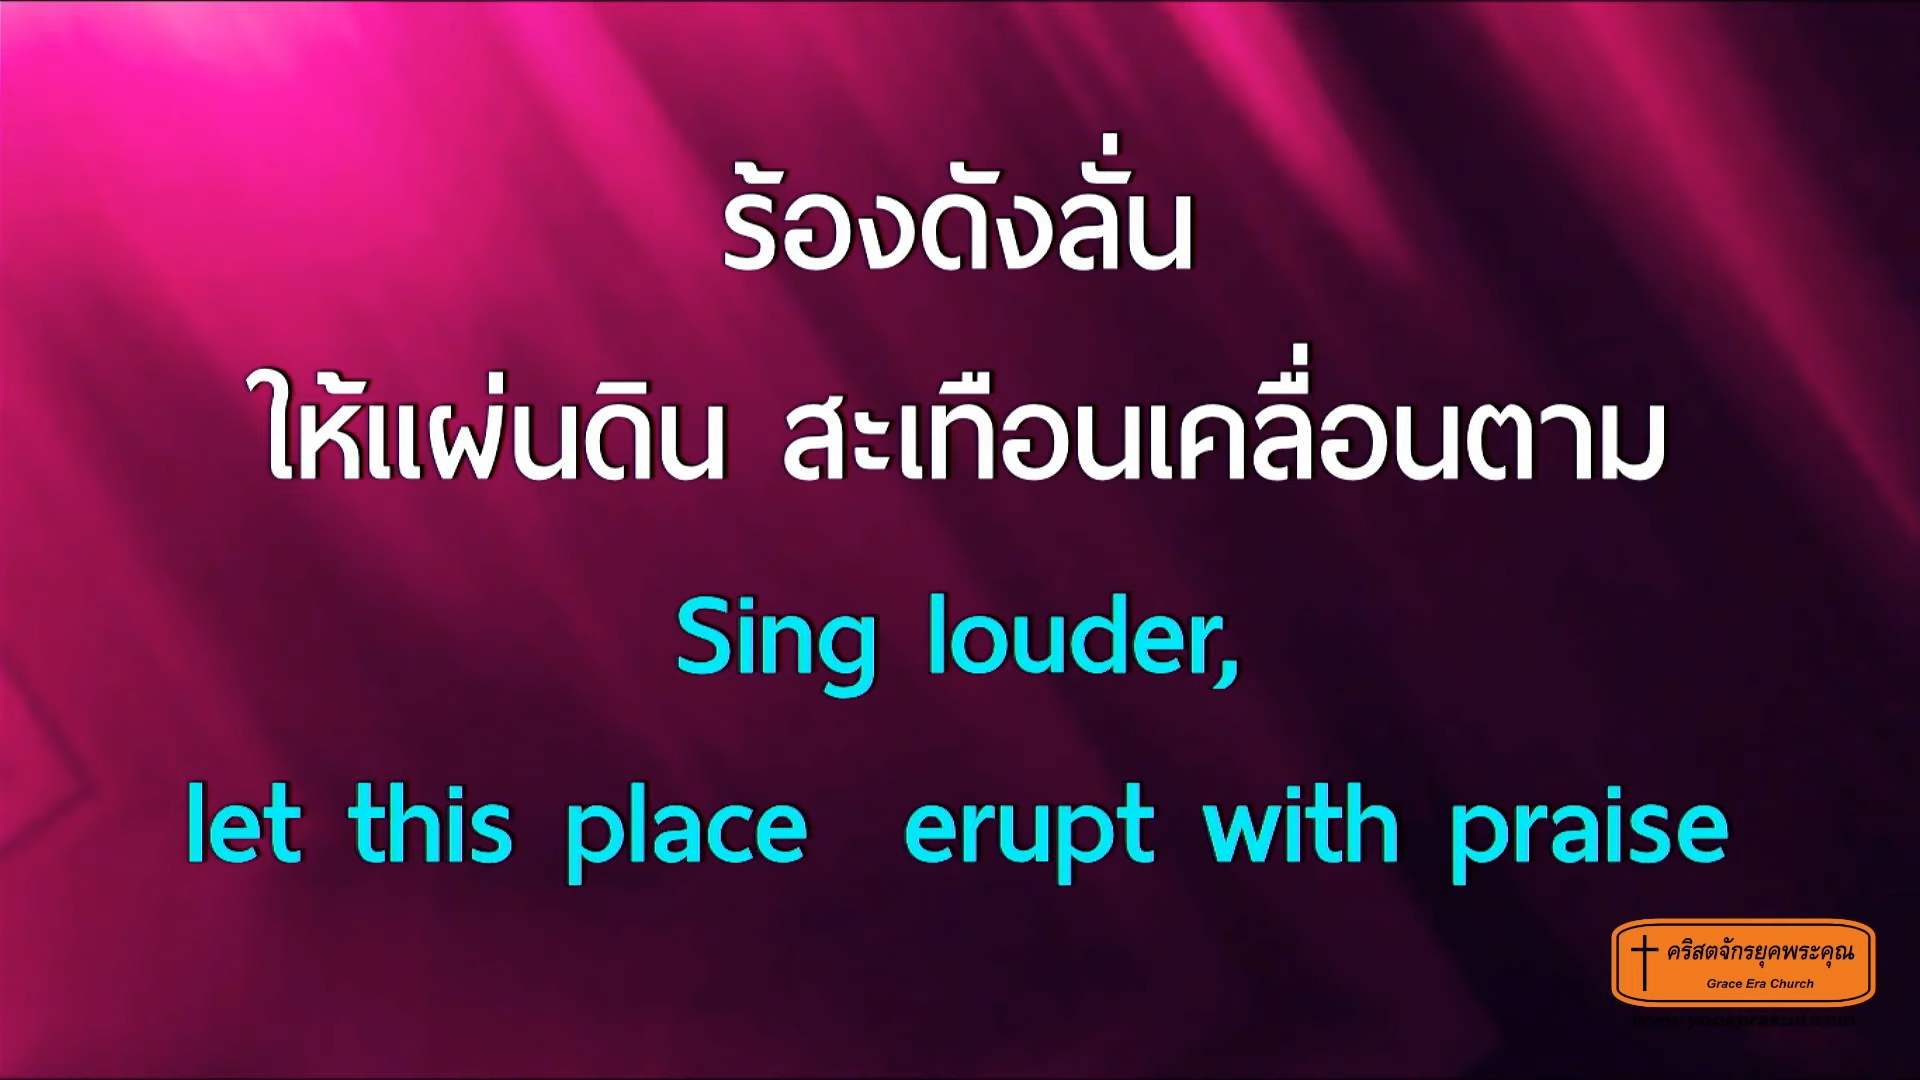 ร้องดังลั่น
ให้แผ่นดิน สะเทือนเคลื่อนตาม
Sing louder,
let this place erupt with praise
คริสตจักรยุคพระคุณ
Grace Era Church